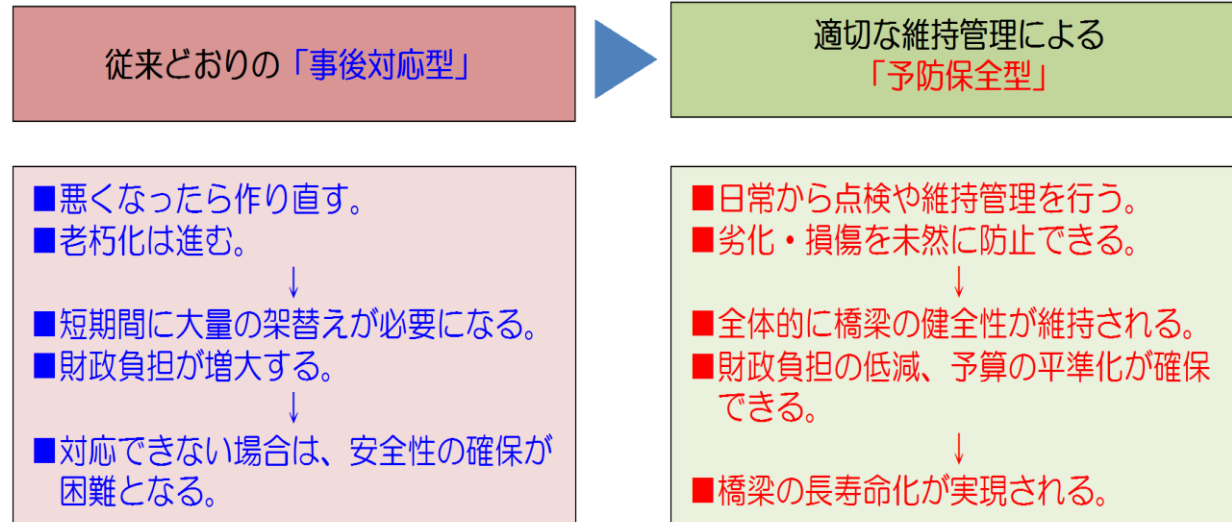 従来どおりの「事後対応型」
適切な維持管理による
「予防保全型」
■悪くなったら作り直す。
■老朽化は進む。
↓
■短期間に大量の架替えが必要になる。
■財政負担が増大する。
↓
■対応できない場合は、安全性の確保が
困難となる。
■日常から点検や維持管理を行う。
■劣化・損傷を未然に防止できる。
↓
■全体的に橋梁の健全性が維持される。
■財政負担の低減、予算の平準化が確保
できる。
↓
■橋梁の長寿命化が実現される。